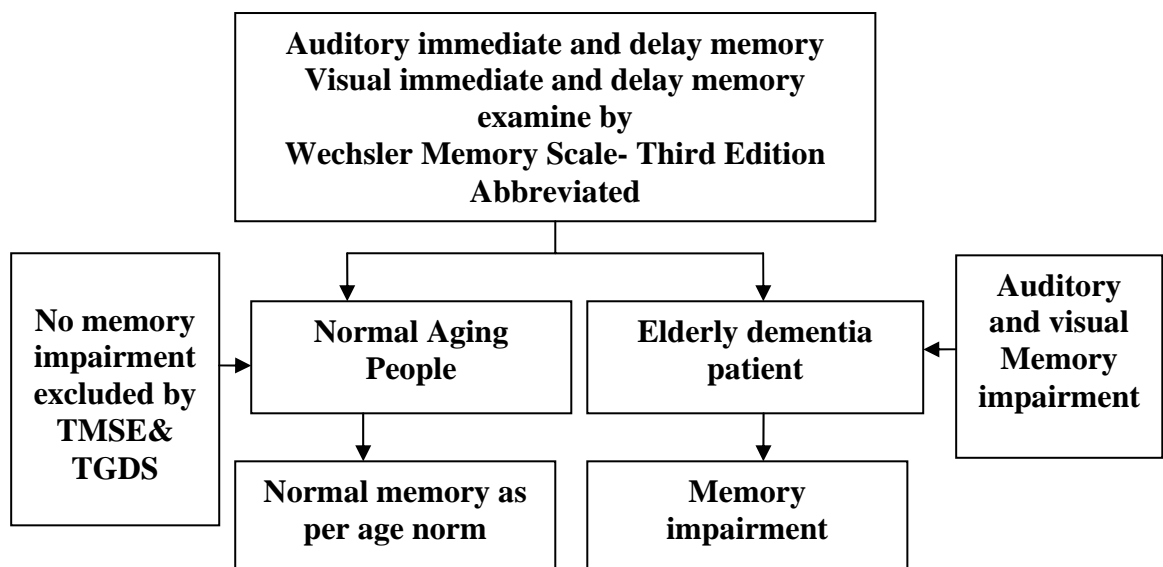 Auditory immediate and delay memory
Visual immediate and delay memory
examine by
Wechsler Memory Scale- Third Edition
Abbreviated
No memory
impairment
excluded by
TMSE&
TGDS
Normal Aging
People
Elderly dementia
patient
Auditory
and visual
Memory
impairment
Normal memory as
per age norm
Memory
impairment